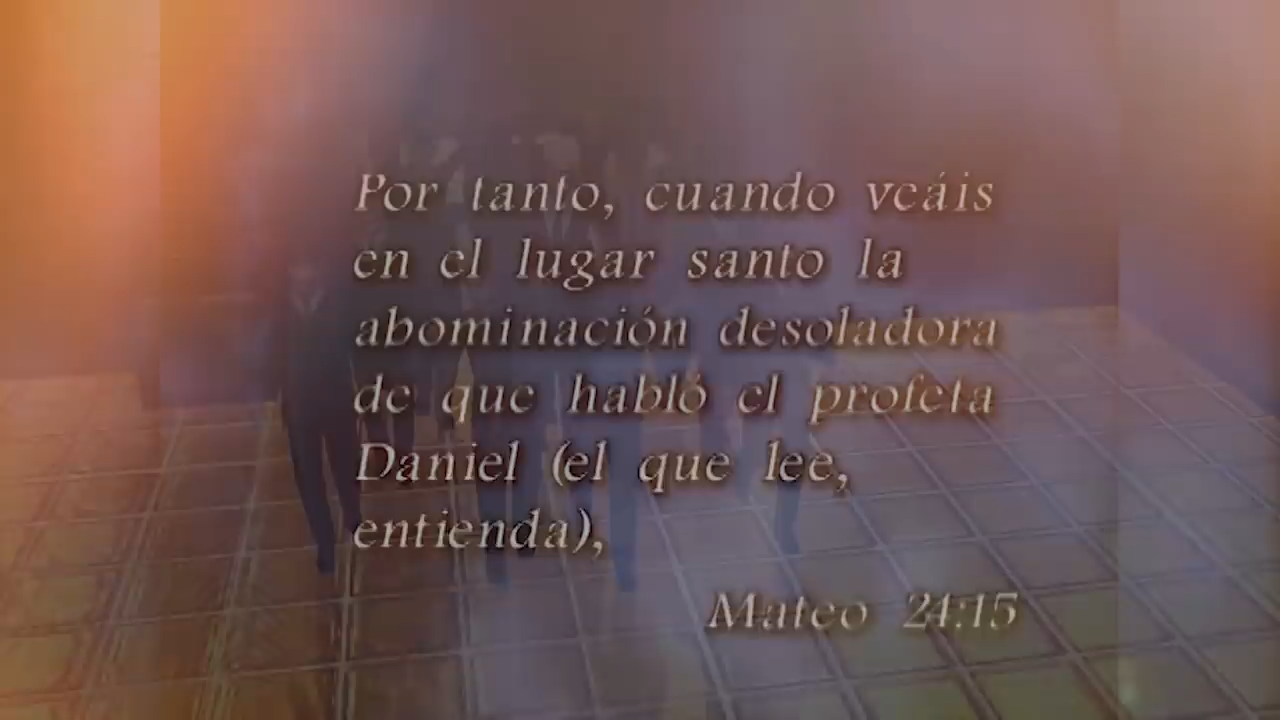 Por tanto, cuando veáis
en el lugar santo la
abominación desoladora
de que habló el profeta
Daniel (el que lee,
entienda),
Mateo 24:15